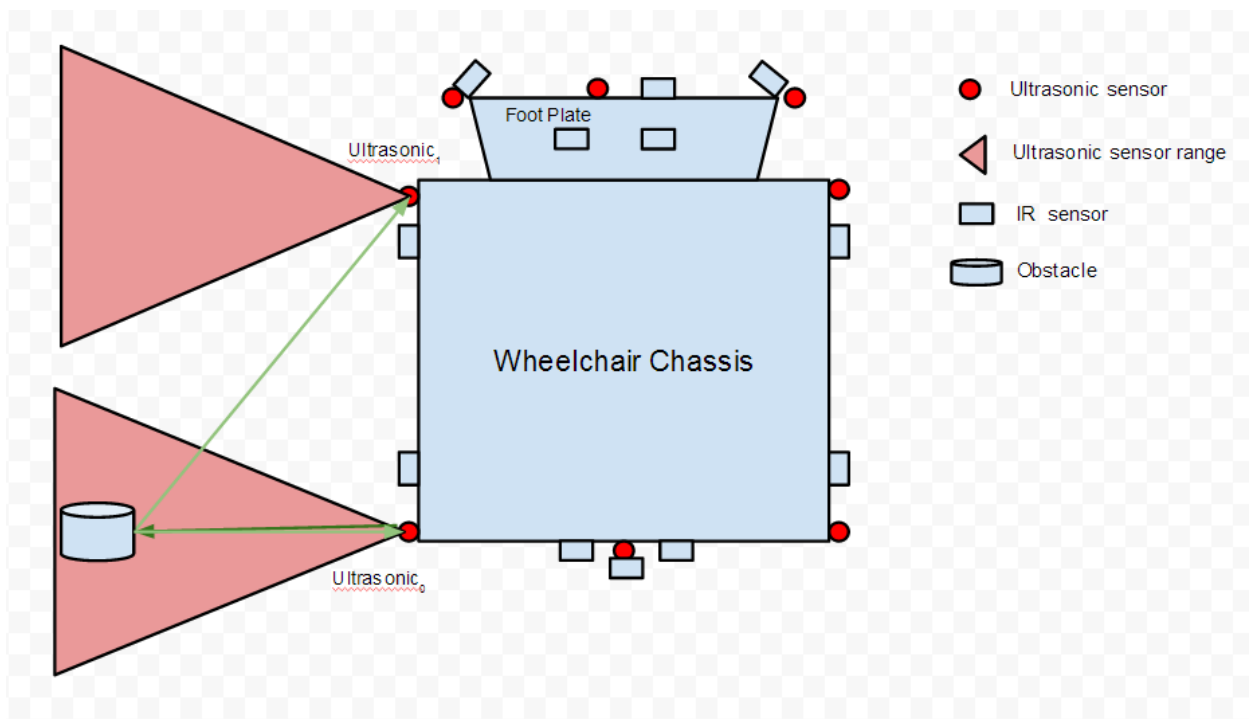 Ultrasonic sensor
Foot Plate
Ultrasonic1
Ultrasonic sensor range
IR sensor
Obstacle
Wheelchair Chassis
Ultrasonic0